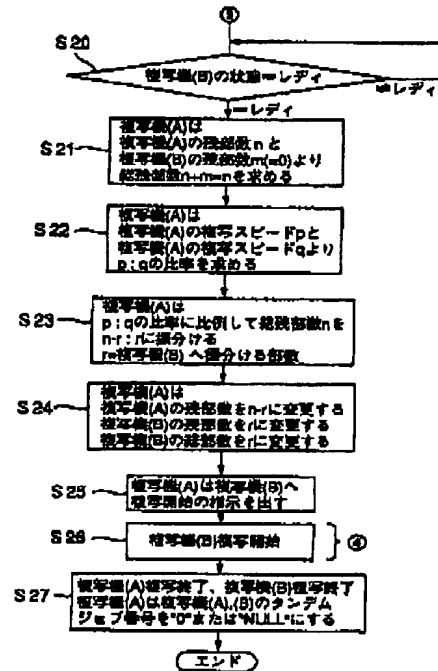 ③
S20
複写機(B)の状態=レディ
≠レディ
=レディ
S21
複写機(A)は
複写機(A)の残部数nと
複写機(B)の残部数m(=0)より
総残部数n+m=nを求める
S22
複写機(A)は
複写機(A)の複写スピードpと
複写機(A)の複写スピードqより
p:qの比率を求める
S23
複写機(A)は
p:qの比率に比例して総残部数nを
n-r:rに振分ける
r=複写機(B)へ振分ける部数
S24
複写機(A)は
複写機(A)の残部数をn-rに変更する
複写機(B)の残部数をrに変更する
複写機(B)の総部数をrに変更する
S25
複写機(A)は複写機(B)へ
複写開始の指示を出す
S26
複写機(B)複写開始
④
S27
複写機(A)複写終了、複写機(B)複写終了
複写機(A)は複写機(A),(B)のタンデム
ジョブ番号を"0"または"NULL"にする
エンド